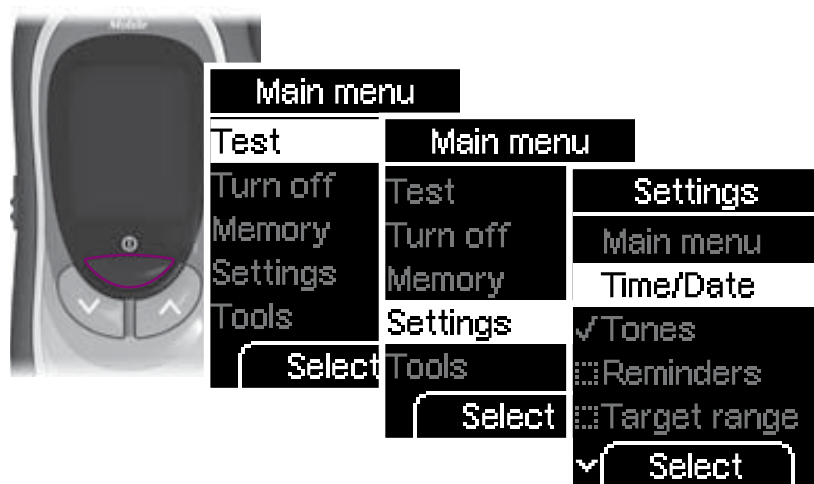 Mobile
Main menu
Test
Turn off
Memory
Settings
Tools
Select
Main menu
Test
Turn off
Memory
Settings
Tools
Select
Settings
Main menu
Time/Date
✓Tones
Reminders
Target range
Select